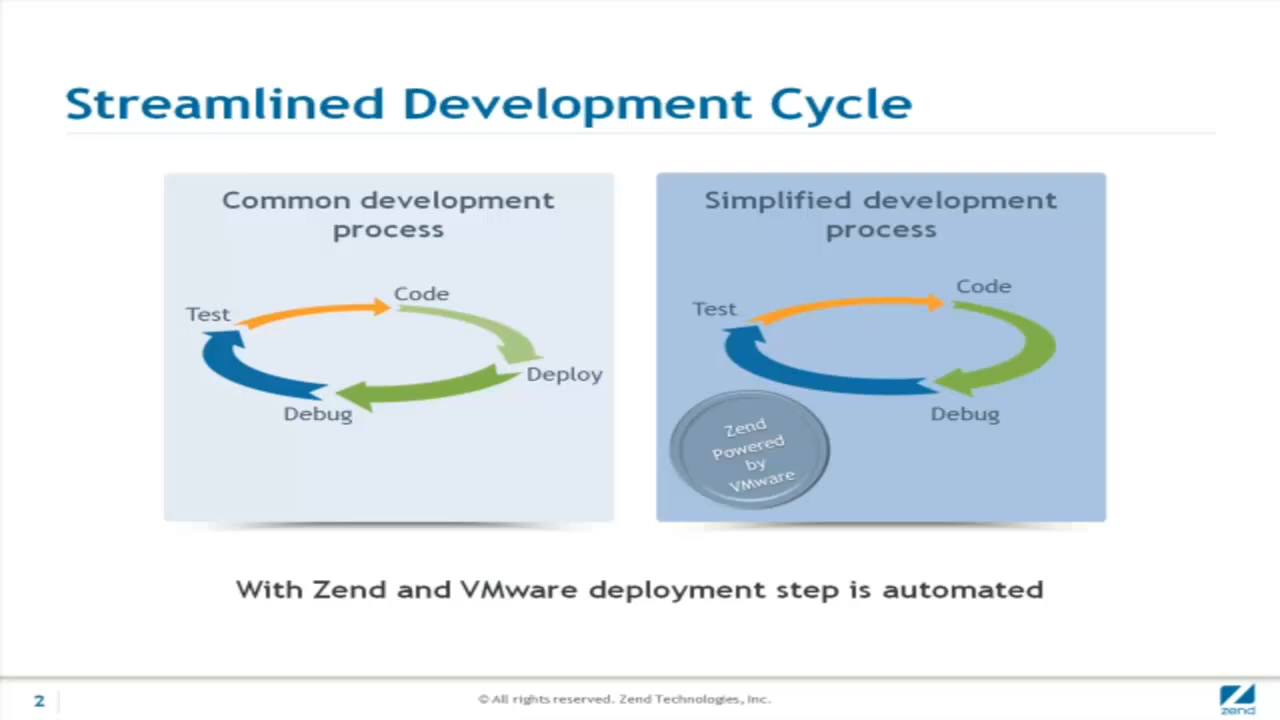 Streamlined Development Cycle
Common development
process
Code
Test
Deploy
Debug
Simplified development
process
Code
Test
Debug
Zend
Powered
by
VMware
With Zend and VMware deployment step is automated
2
© All rights reserved. Zend Technologies, Inc.
zend